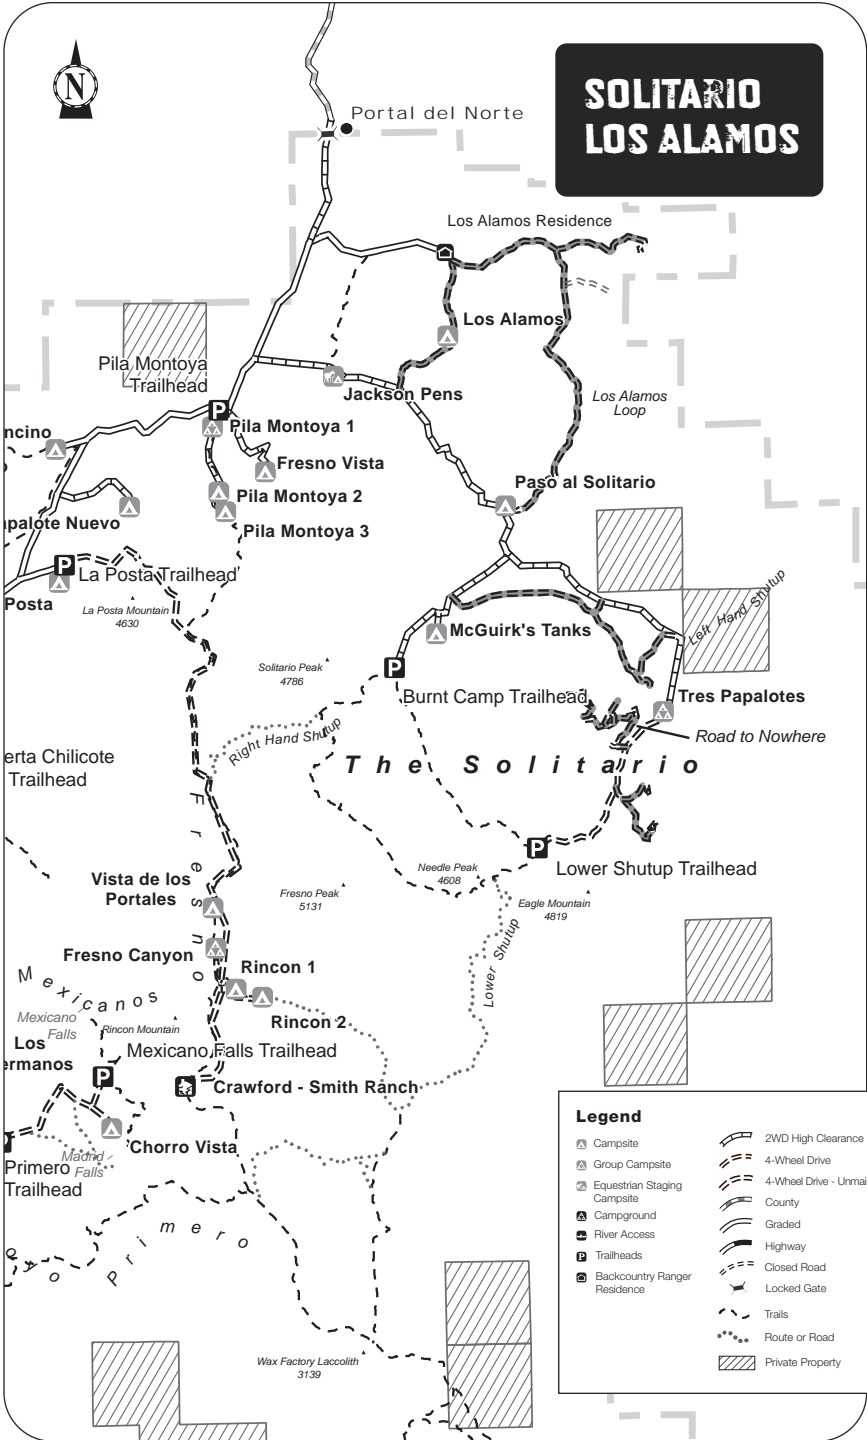 N
SOLITARIO
LOS ALAMOS
Portal del Norte
Los Alamos Residence
Los Alamos
Pila Montoya
Trailhead
P
Jackson Pens
Los Alamos
Loop
ncino
Pila Montoya 1
Fresno Vista
Paso al Solitario
Pila Montoya 2
apalote Nuevo
Pila Montoya 3
P
La Posta Trailhead
Posta
La Posta Mountain
4630
Left Hand Shutup
McGuirk's Tanks
Solitario Peak
4786
P
Burnt Camp Trailhead
Tres Papalotes
Right Hand Shutup
Road to Nowhere
The Solitario
erta Chilicote
Trailhead
Fresno
P
Lower Shutup Trailhead
Needle Peak
4608
Vista de los
Portales
Fresno Peak
5131
Eagle Mountain
4819
Lower Shutup
Fresno Canyon
Rincon 1
Mexicanos
Rincon 2
Mexicano
Falls
Rincon Mountain
Los
ermanos
Mexicano Falls Trailhead
P
Crawford - Smith Ranch
Chorro Vista
Madrid
Falls
Primero
Trailhead
oyo Primero
Wax Factory Laccolith
3139
Legend
Campsite
Group Campsite
Equestrian Staging
Campsite
Campground
River Access
P Trailheads
Backcountry Ranger
Residence
2WD High Clearance
4-Wheel Drive
4-Wheel Drive - Unmai
County
Graded
Highway
Closed Road
Locked Gate
Trails
Route or Road
Private Property